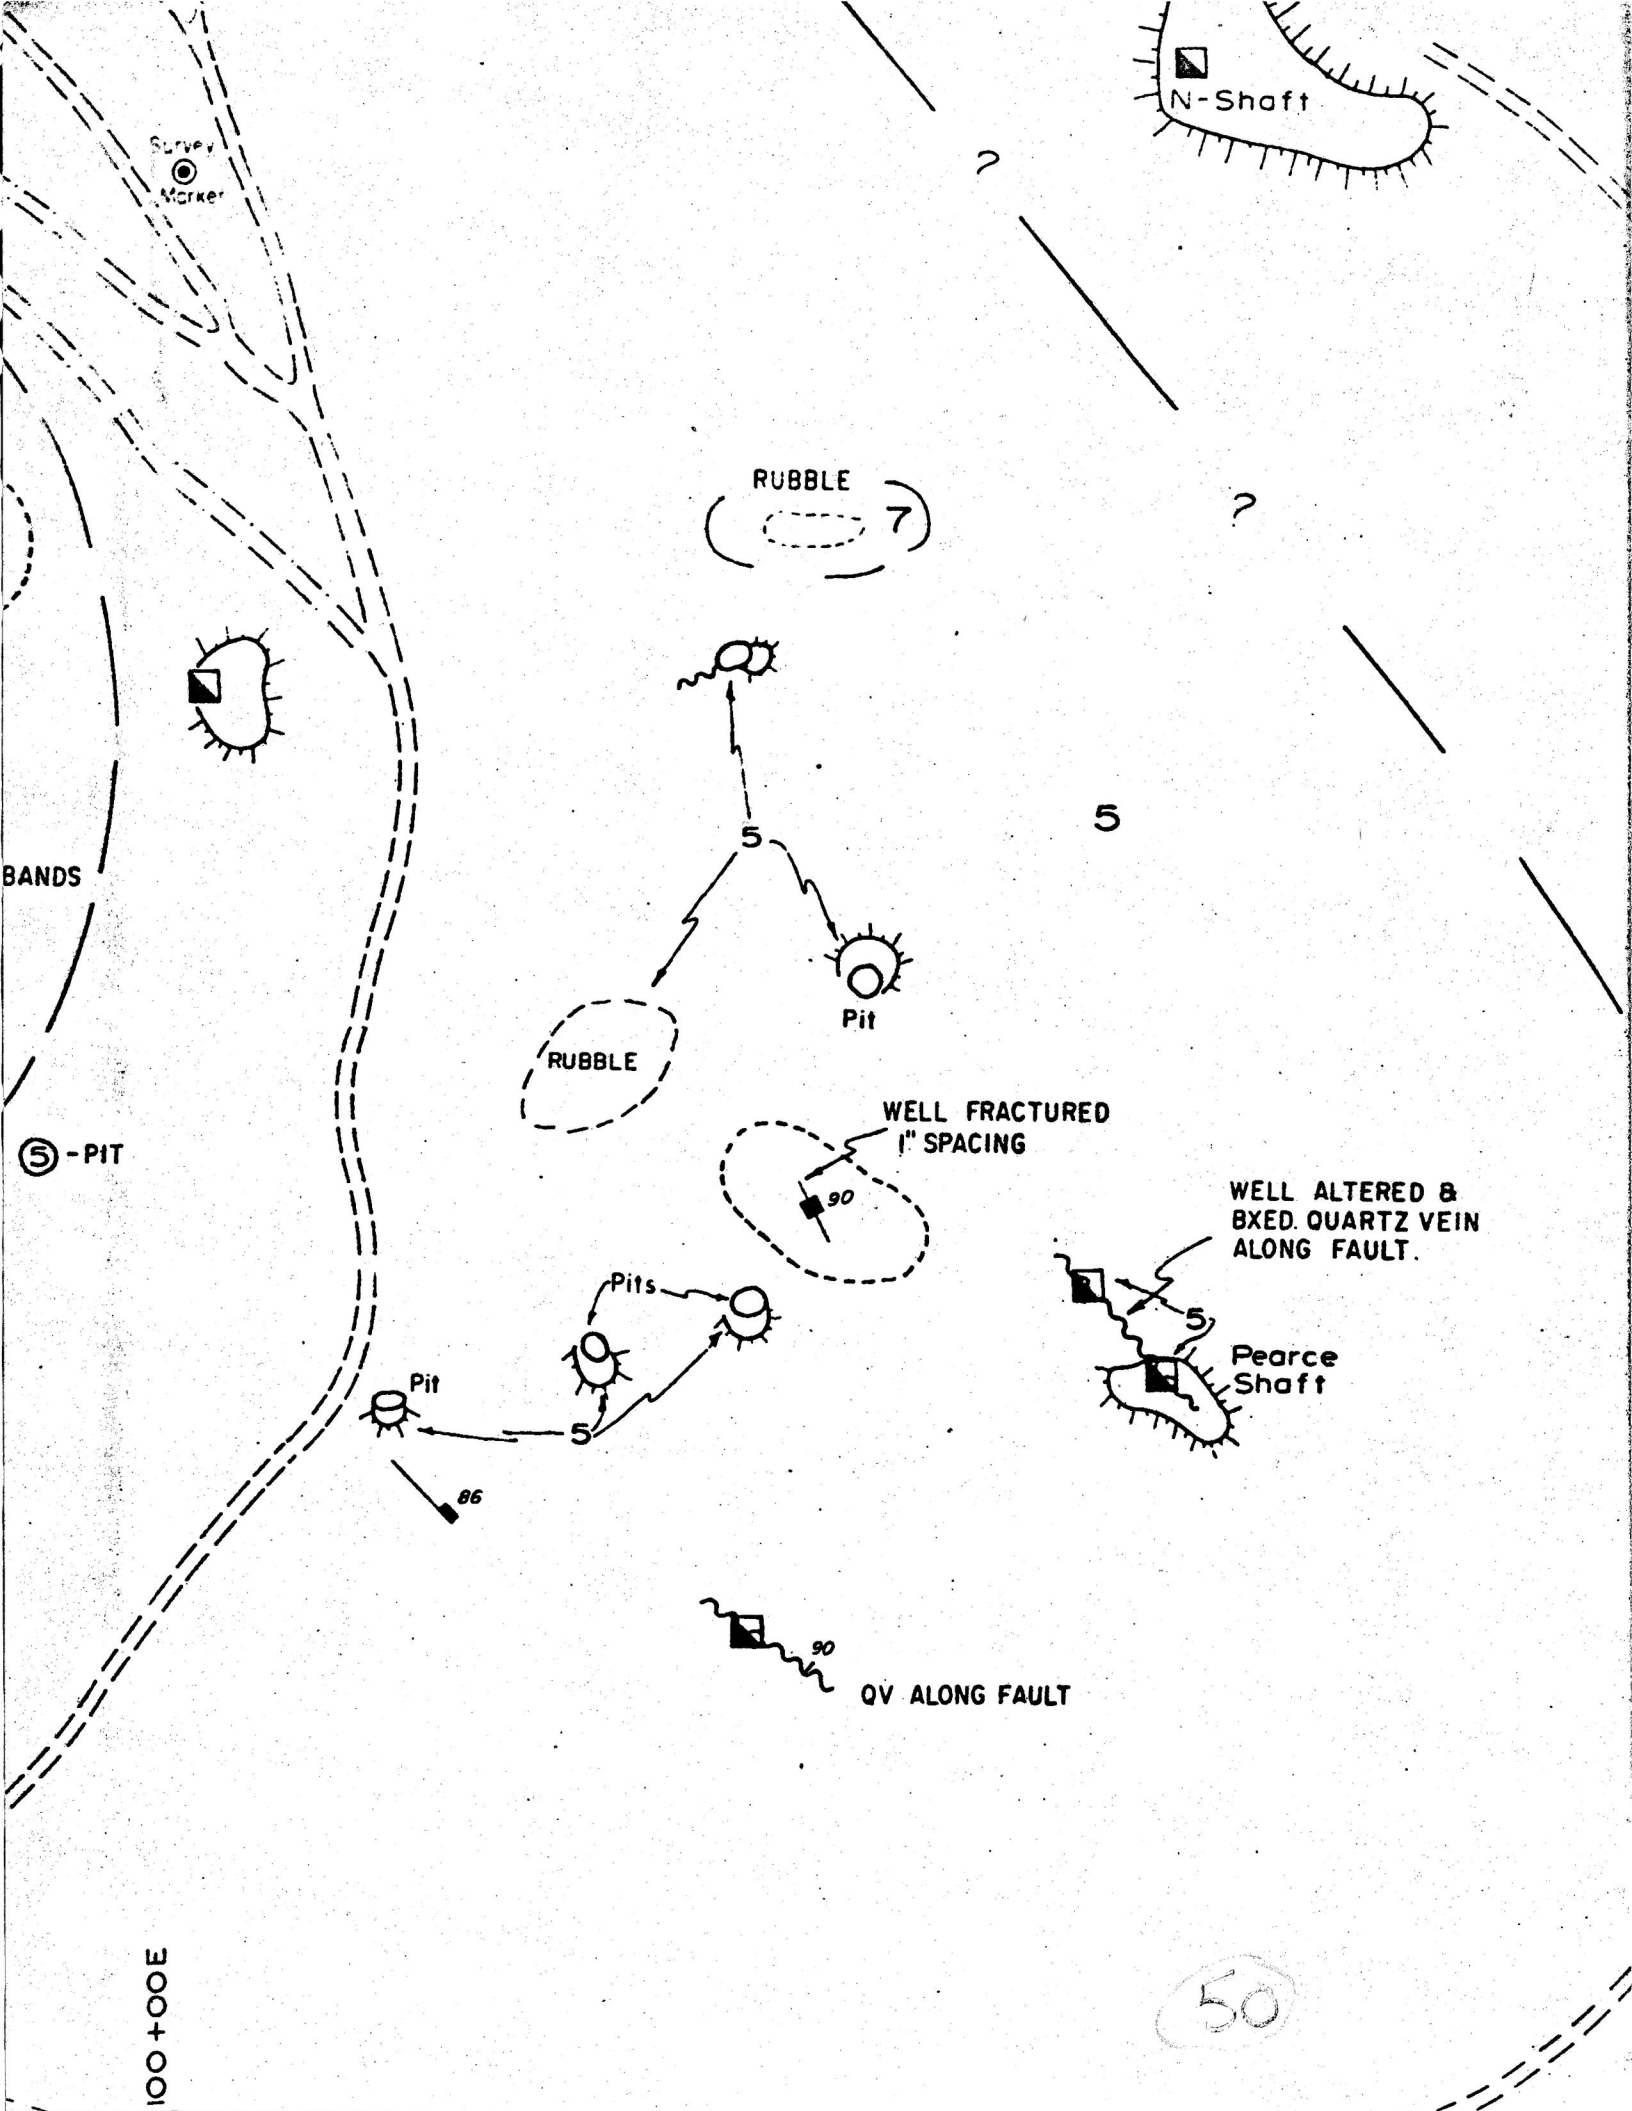 N-Shaft
Survey
Marker
?
RUBBLE
7
?
5
5
BANDS
Pit
RUBBLE
WELL FRACTURED
1" SPACING
⑤-PIT
90
WELL ALTERED &
BXED. QUARTZ VEIN
ALONG FAULT.
Pits
5
Pearce
Shaft
Pit
5
86
90
QV ALONG FAULT
100+00E
50